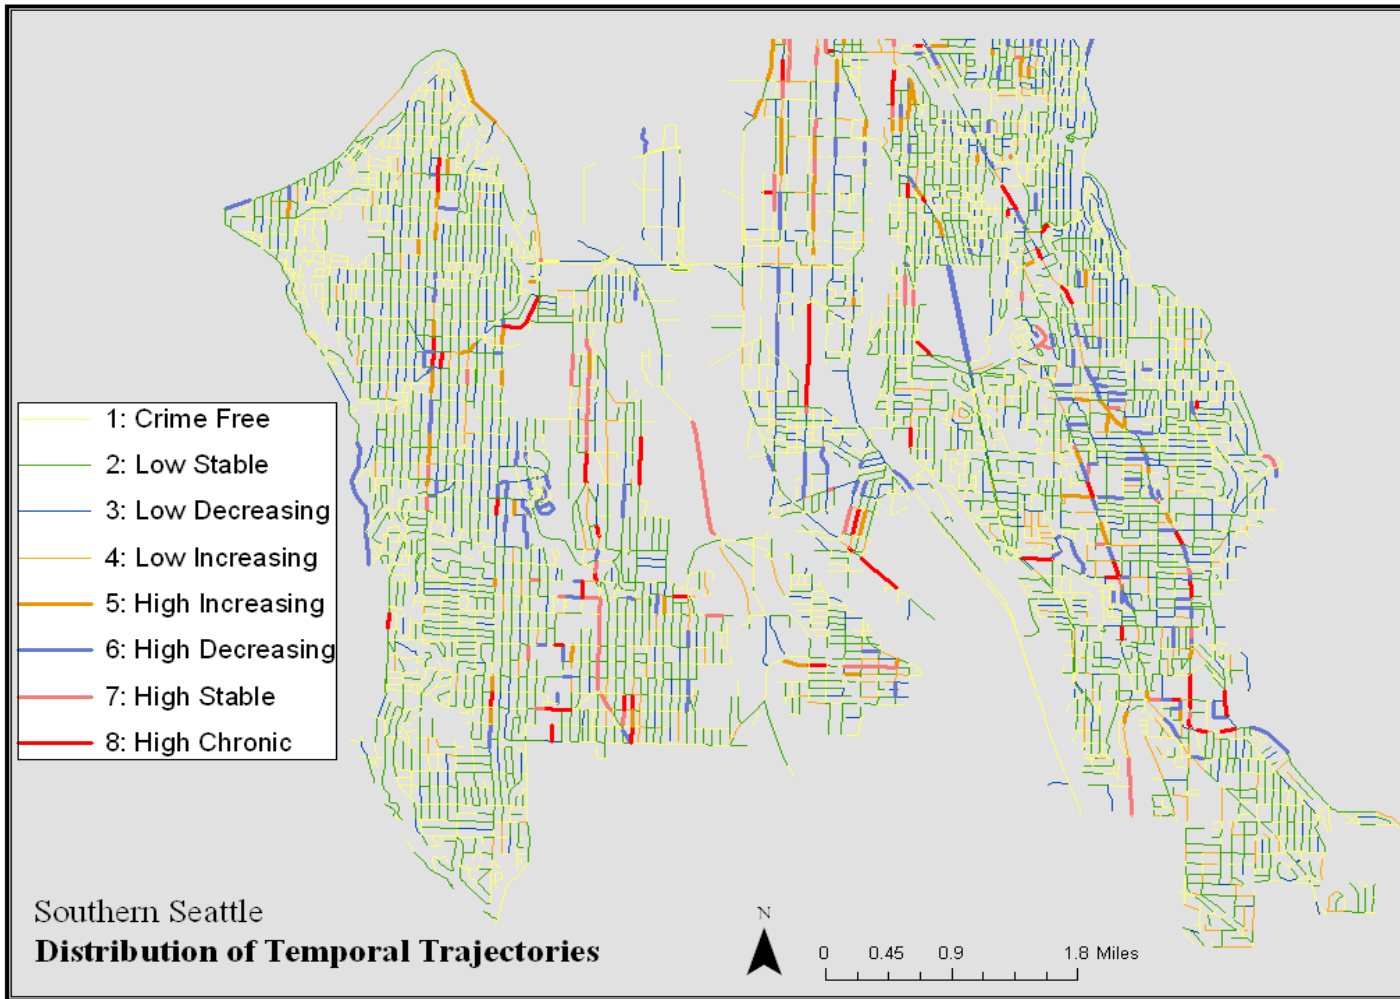 1: Crime Free
2: Low Stable
3: Low Decreasing
4: Low Increasing
5: High Increasing
6: High Decreasing
7: High Stable
8: High Chronic
Southern Seattle
Distribution of Temporal Trajectories
N
0 0.45 0.9 1.8 Miles